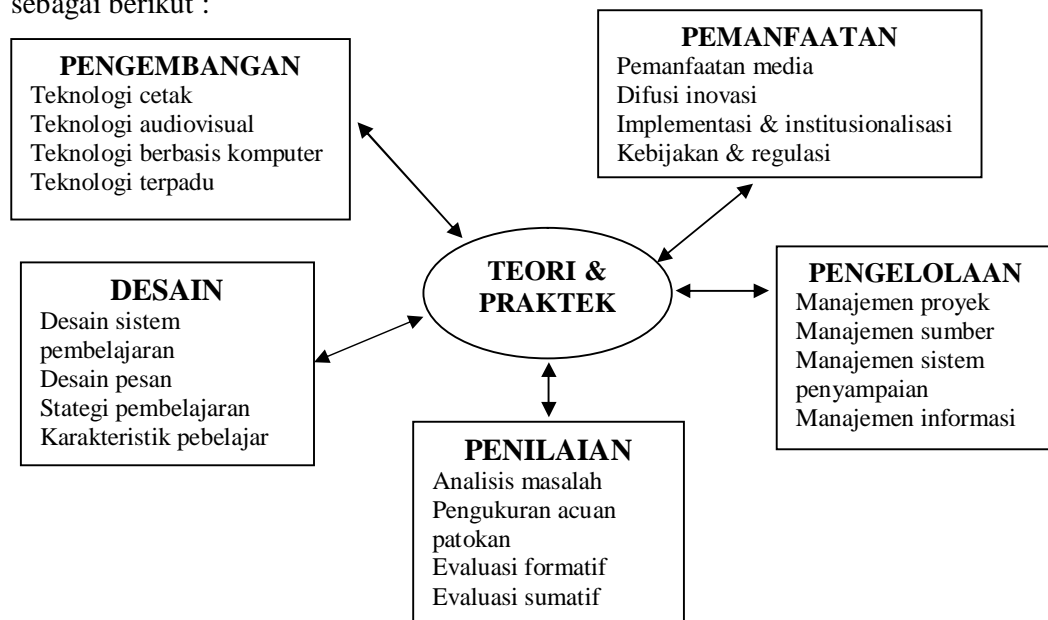 sebagai berikut :
PENGEMBANGAN
Teknologi cetak
Teknologi audiovisual
Teknologi berbasis komputer
Teknologi terpadu
PEMANFAATAN
Pemanfaatan media
Difusi inovasi
Implementasi & institusionalisasi
Kebijakan & regulasi
TEORI &
PRAKTEK
DESAIN
Desain sistem
pembelajaran
Desain pesan
Stategi pembelajaran
Karakteristik pebelajar
PENGELOLAAN
Manajemen proyek
Manajemen sumber
Manajemen sistem
penyampaian
Manajemen informasi
PENILAIAN
Analisis masalah
Pengukuran acuan
patokan
Evaluasi formatif
Evaluasi sumatif